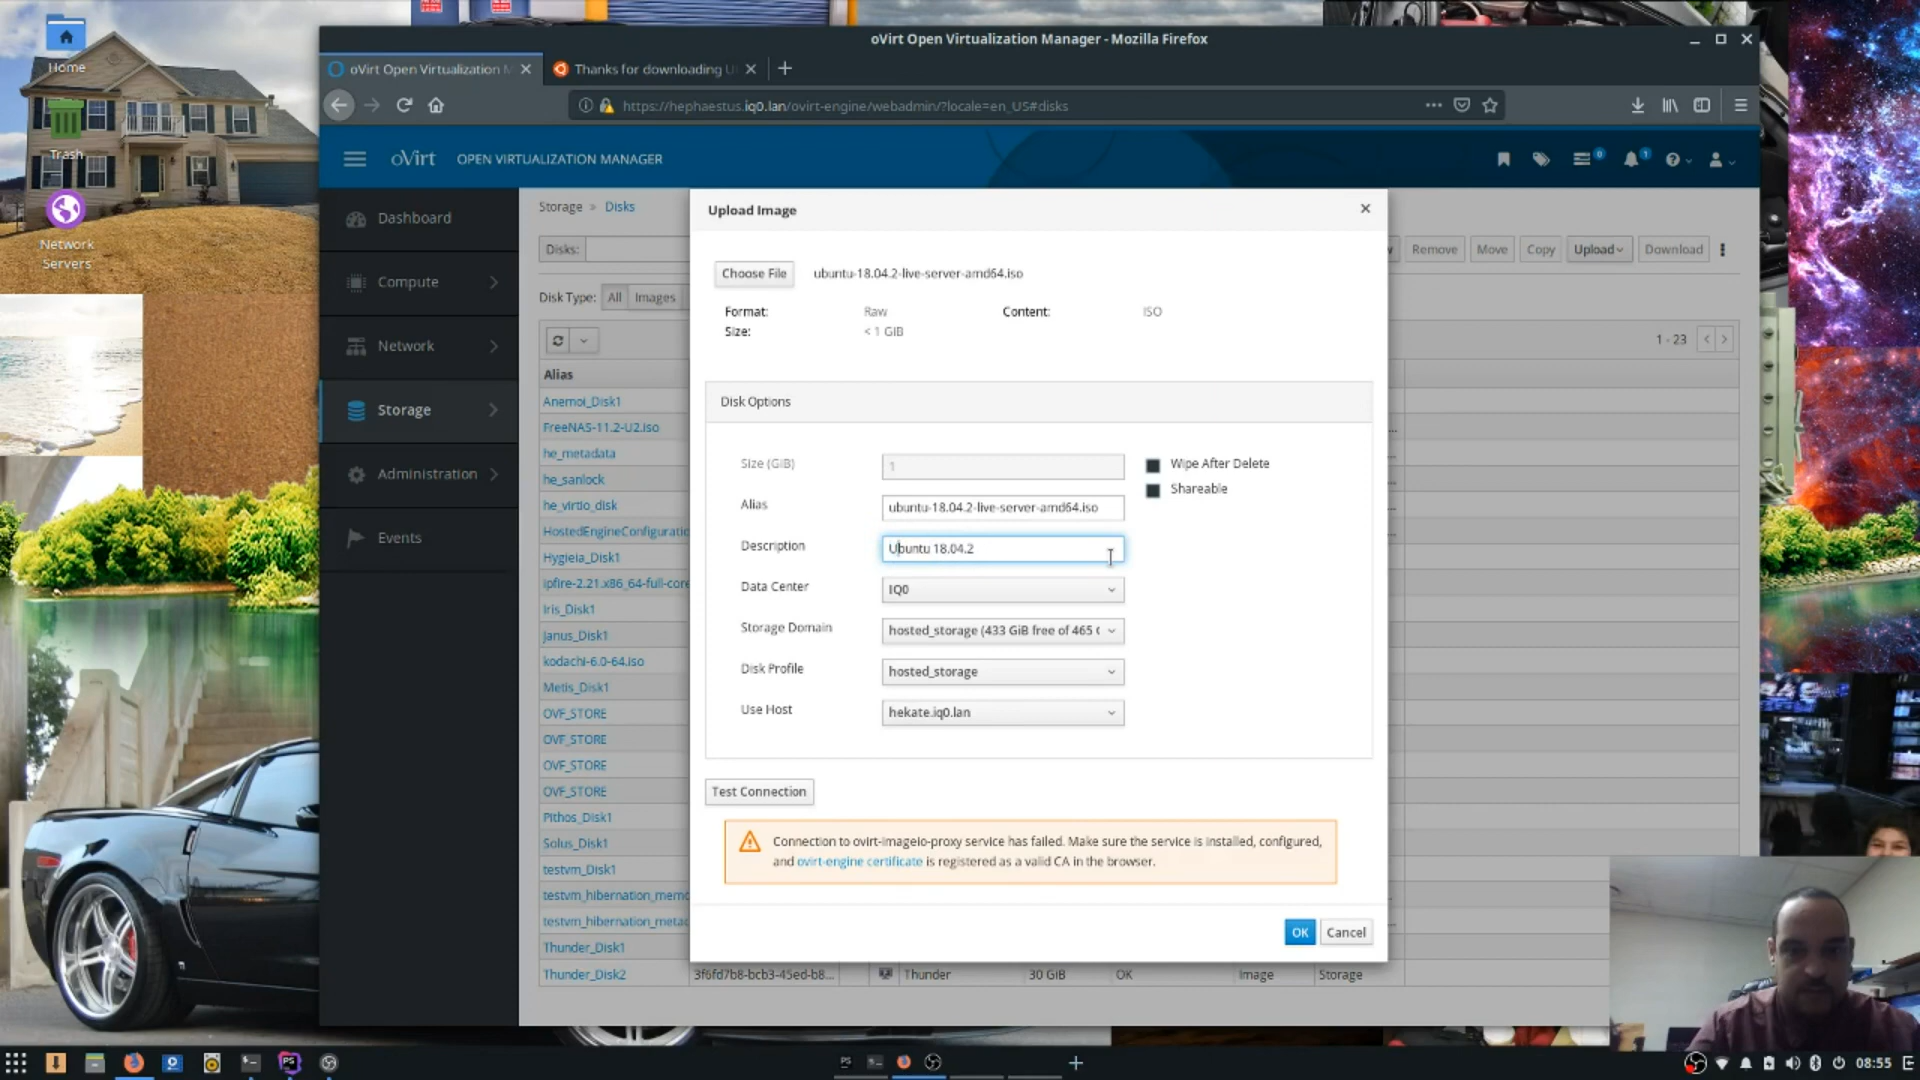 Home
Trash
Network
Servers
oVirt Open Virtualization Manager - Mozilla Firefox
oVirt Open Virtualization M
Thanks for downloading U
https://hephaestus.iq0.lan/ovirt-engine/webadmin/?locale=en_US#disks
oVirt OPEN VIRTUALIZATION MANAGER
0
1
Dashboard
Compute
Network
Storage
Administration
Events
Storage » Disks
Disks:
Remove
Move
Copy
Upload
Download
Disk Type: All Images
1 - 23
Alias
Anemoi_Disk1
FreeNAS-11.2-U2.iso
he_metadata
he_sanlock
he_virtio_disk
HostedEngineConfiguratio
Hygieia_Disk1
ipfire-2.21.x86_64-full-core
Iris_Disk1
Janus_Disk1
kodachi-6.0-64.iso
Metis_Disk1
OVF_STORE
OVF_STORE
OVF_STORE
OVF_STORE
Pithos_Disk1
Solus_Disk1
testvm_Disk1
testvm_hibernation_memo
testvm_hibernation_metad
Thunder_Disk1
Thunder_Disk2 3f6fd7b8-bcb3-45ed-b8... Thunder 30 GiB OK Image Storage
Upload Image
Choose File ubuntu-18.04.2-live-server-amd64.iso
Format: Raw Content: ISO
Size: < 1 GiB
Disk Options
Size (GiB) 1
Wipe After Delete
Shareable
Alias ubuntu-18.04.2-live-server-amd64.iso
Description Ubuntu 18.04.2
Data Center IQ0
Storage Domain hosted_storage (433 GiB free of 465 G
Disk Profile hosted_storage
Use Host hekate.iq0.lan
Test Connection
Connection to ovirt-imageio-proxy service has failed. Make sure the service is installed, configured,
and ovirt-engine certificate is registered as a valid CA in the browser.
OK
Cancel
08:55